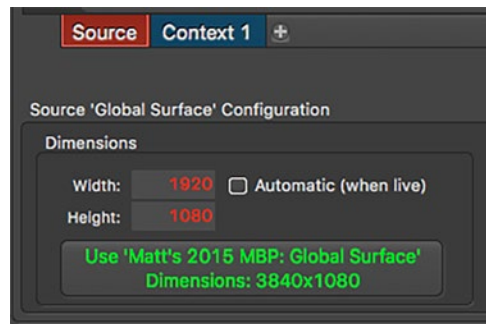 Source Context 1 +
Source 'Global Surface' Configuration
Dimensions
Width: 1920 Automatic (when live)
Height: 1080
Use 'Matt's 2015 MBP: Global Surface'
Dimensions: 3840x1080